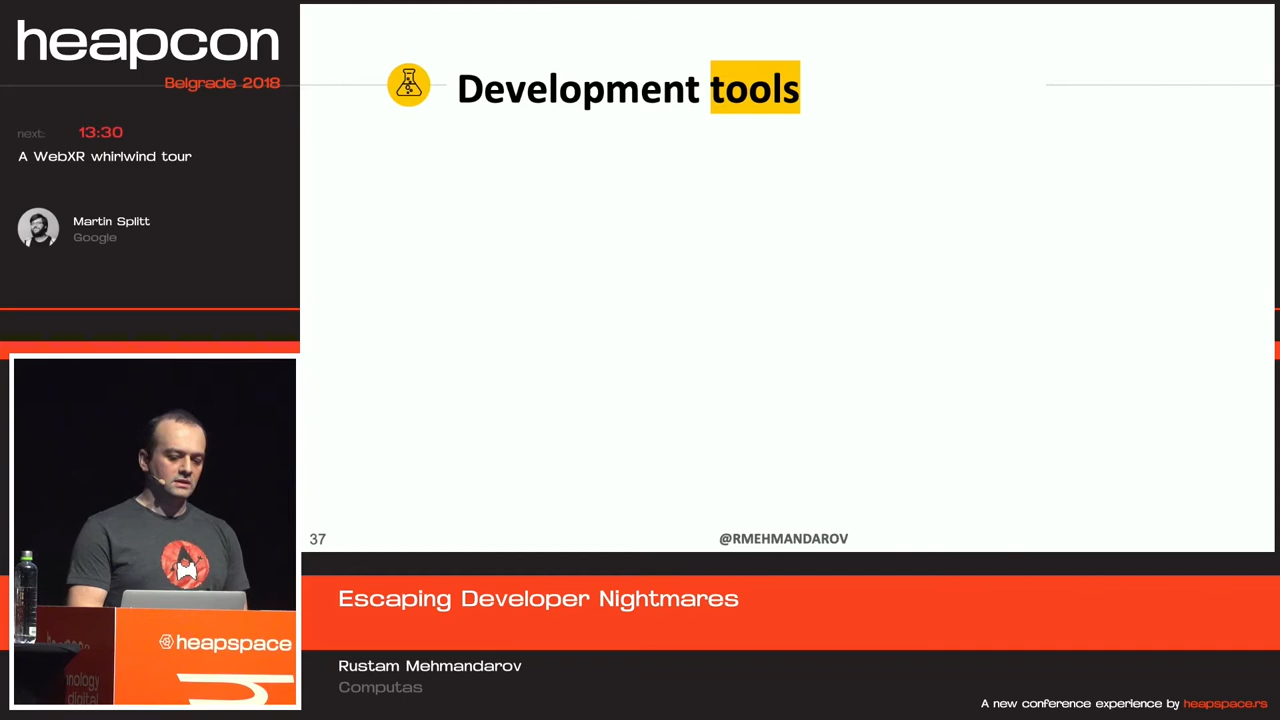 heapcon
Belgrade 2018
next: 13:30
A WebXR whirlwind tour
Martin Splitt
Google
Development tools
37
@RMEHMANDAROV
heapspace
digital
Escaping Developer Nightmares
Rustam Mehmandarov
Computas
A new conference experience by heapspace.rs